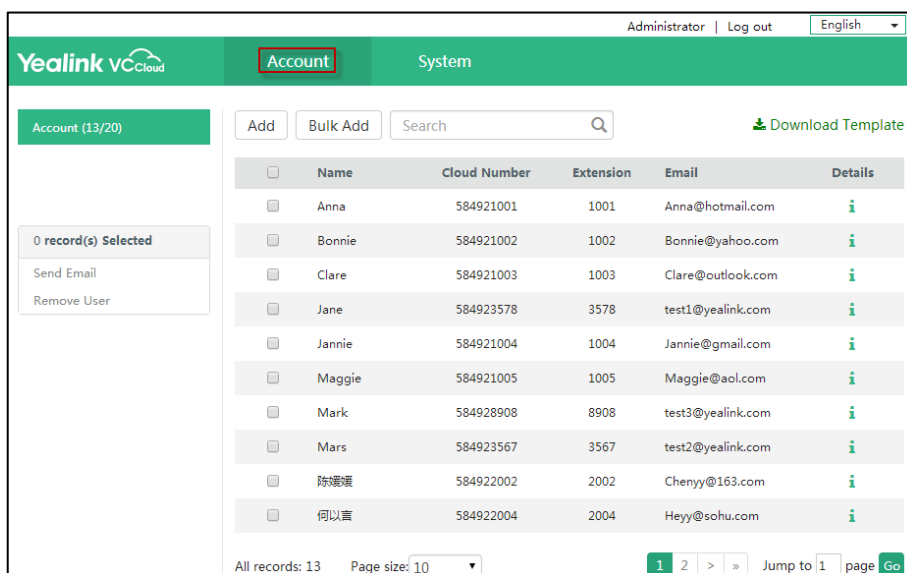 Administrator | Log out English
Yealink VCCloud Account System
Account (13/20)
Add Bulk Add Search Download Template
Name Cloud Number Extension Email Details
Anna 584921001 1001 Anna@hotmail.com
Bonnie 584921002 1002 Bonnie@yahoo.com
Clare 584921003 1003 Clare@outlook.com
Jane 584923578 3578 test1@yealink.com
Jannie 584921004 1004 Jannie@gmail.com
Maggie 584921005 1005 Maggie@aol.com
Mark 584928908 8908 test3@yealink.com
Mars 584923567 3567 test2@yealink.com
陈媛媛 584922002 2002 Chenyy@163.com
何以言 584922004 2004 Heyy@sohu.com
0 record(s) Selected
Send Email
Remove User
All records: 13 Page size: 10 1 2 > » Jump to 1 page Go